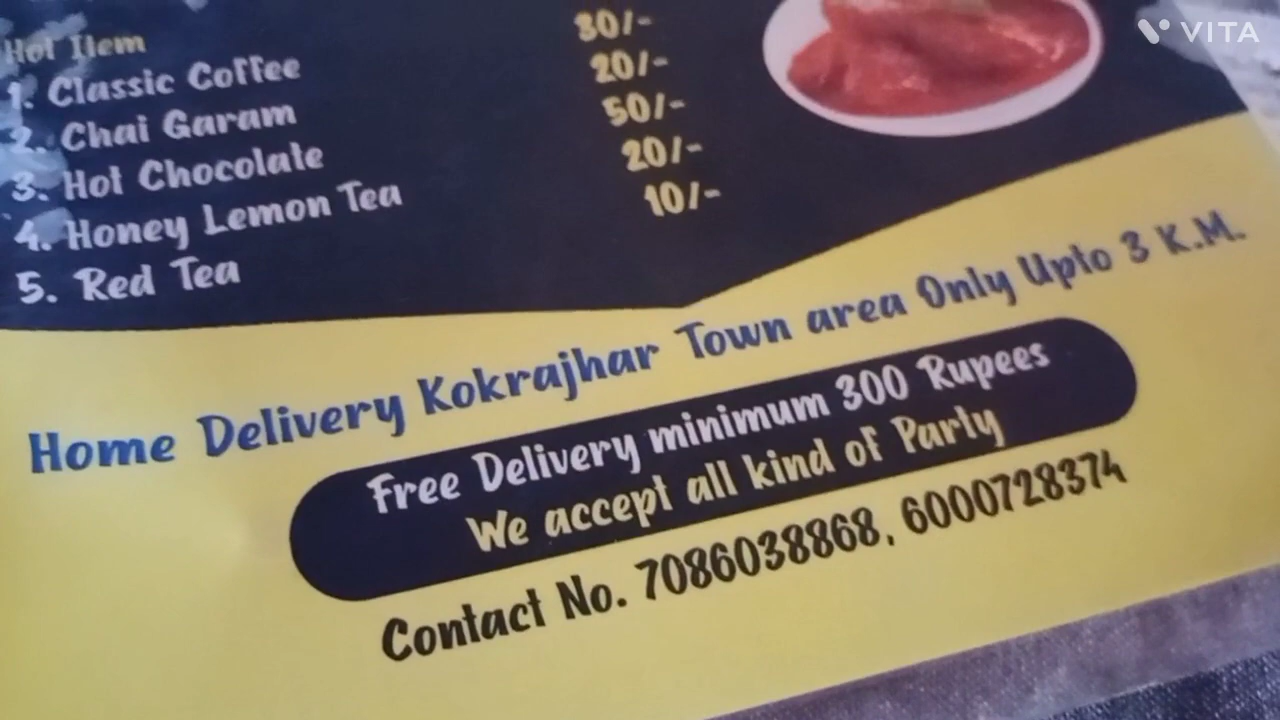 Hot Item
1. Classic Coffee 30/-
2. Chai Garam 20/-
3. Hot Chocolate 50/-
4. Honey Lemon Tea 20/-
5. Red Tea 10/-
Home Delivery Kokrajhar Town area Only Upto 3 K.M.
Free Delivery minimum 300 Rupees
We accept all kind of Party
Contact No. 7086038868, 6000728374
VITA